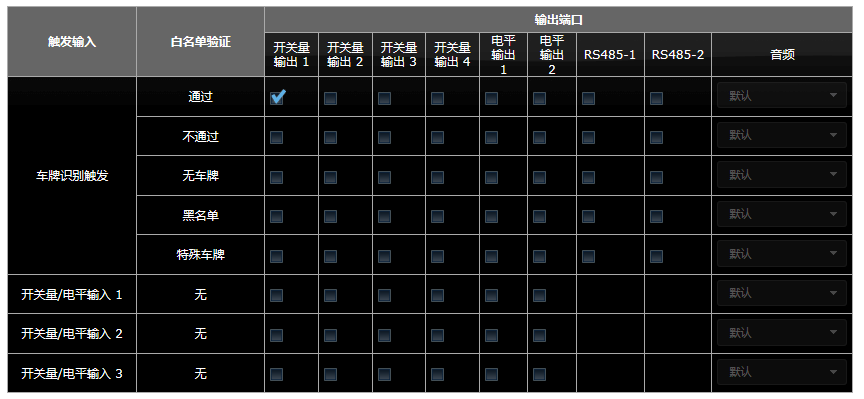 触发输入
白名单验证
输出端口
开关量
输出 1
开关量
输出 2
开关量
输出 3
开关量
输出 4
电平
输出
1
电平
输出
2
RS485-1
RS485-2
音频
车牌识别触发
通过
默认
不通过
默认
无车牌
默认
黑名单
默认
特殊车牌
默认
开关量/电平输入 1
无
默认
开关量/电平输入 2
无
默认
开关量/电平输入 3
无
默认